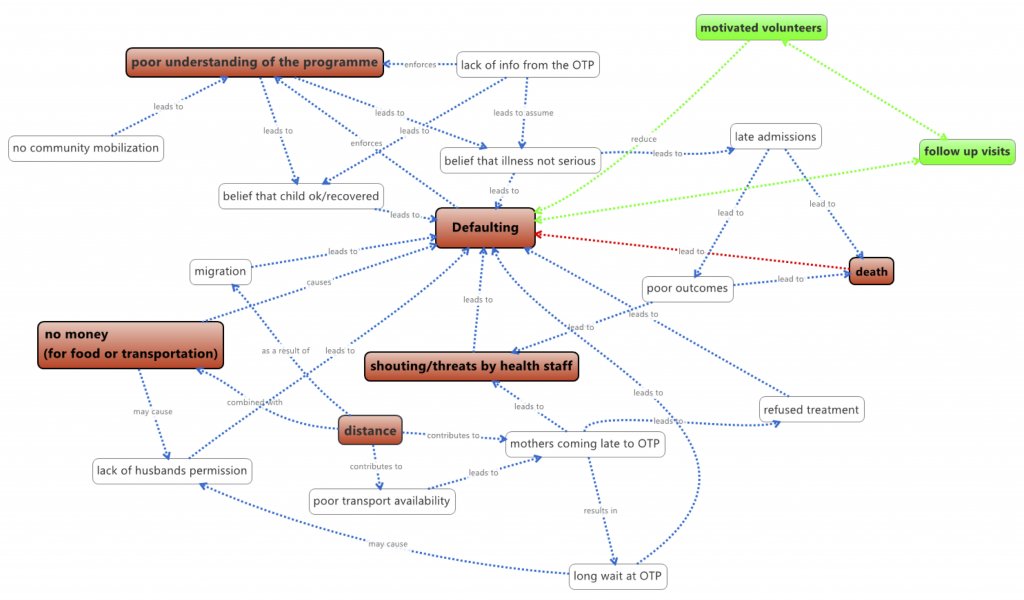 motivated volunteers
poor understanding of the programme
enforces
lack of info from the OTP
leads to
leads to
leads to assume
no community mobilization
leads to
leads to
enforces
reduce
late admissions
belief that illness not serious
leads to
follow up visits
belief that child ok/recovered
leads to
leads to
lead to
lead to
Defaulting
leads to
lead to
migration
death
causes
poor outcomes
lead to
leads to
leads to
no money
(for food or transportation)
lead to
as a result of
leads to
shouting/threats by health staff
may cause
combined with
leads to
leads to
refused treatment
distance
contributes to
leads to
mothers coming late to OTP
lack of husbands permission
contributes to
leads to
poor transport availability
results in
may cause
long wait at OTP